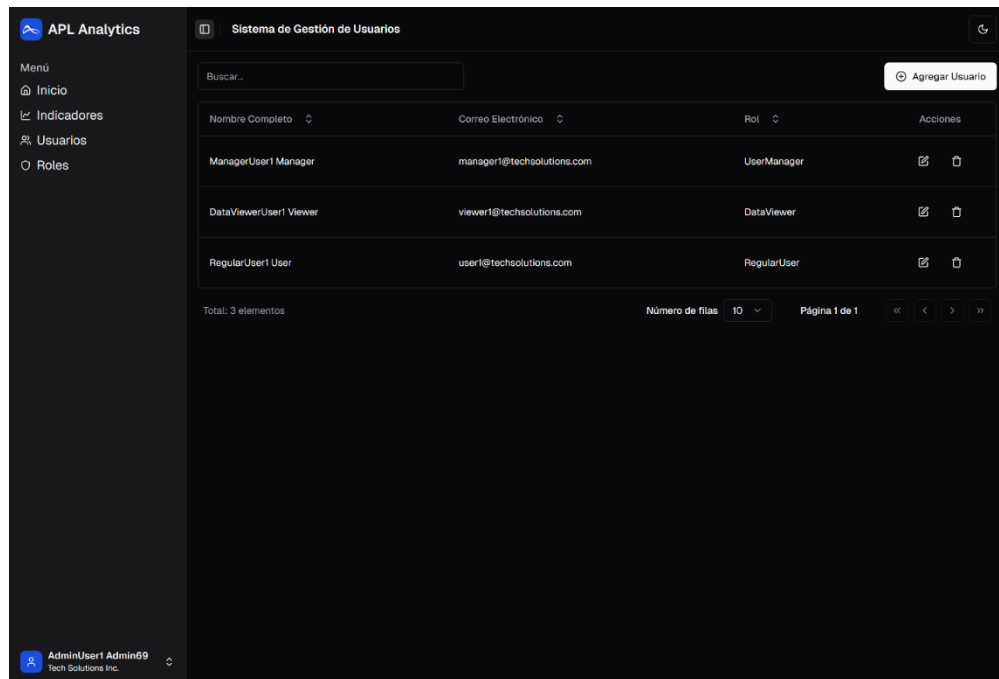 APL Analytics
Sistema de Gestión de Usuarios
Menú
Inicio
Indicadores
Usuarios
Roles
Buscar...
Agregar Usuario
Nombre Completo Correo Electrónico Rol Acciones
ManagerUser1 Manager manager1@techsolutions.com UserManager
DataViewerUser1 Viewer viewer1@techsolutions.com DataViewer
RegularUser1 User user1@techsolutions.com RegularUser
Total: 3 elementos Número de filas 10 Página 1 de 1
AdminUser1 Admin69
Tech Solutions Inc.